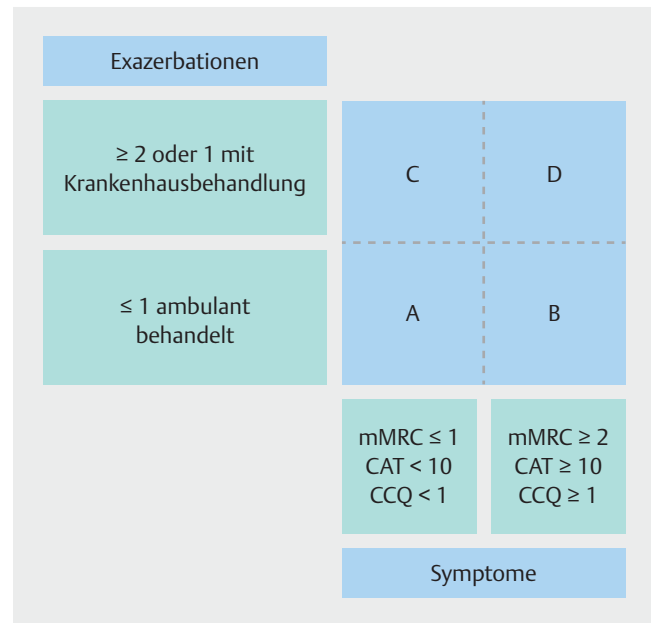 Exazerbationen
≥ 2 oder 1 mit
Krankenhausbehandlung
C
D
≤ 1 ambulant
behandelt
A
B
mMRC ≤ 1
CAT < 10
CCQ < 1
mMRC ≥ 2
CAT ≥ 10
CCQ ≥ 1
Symptome